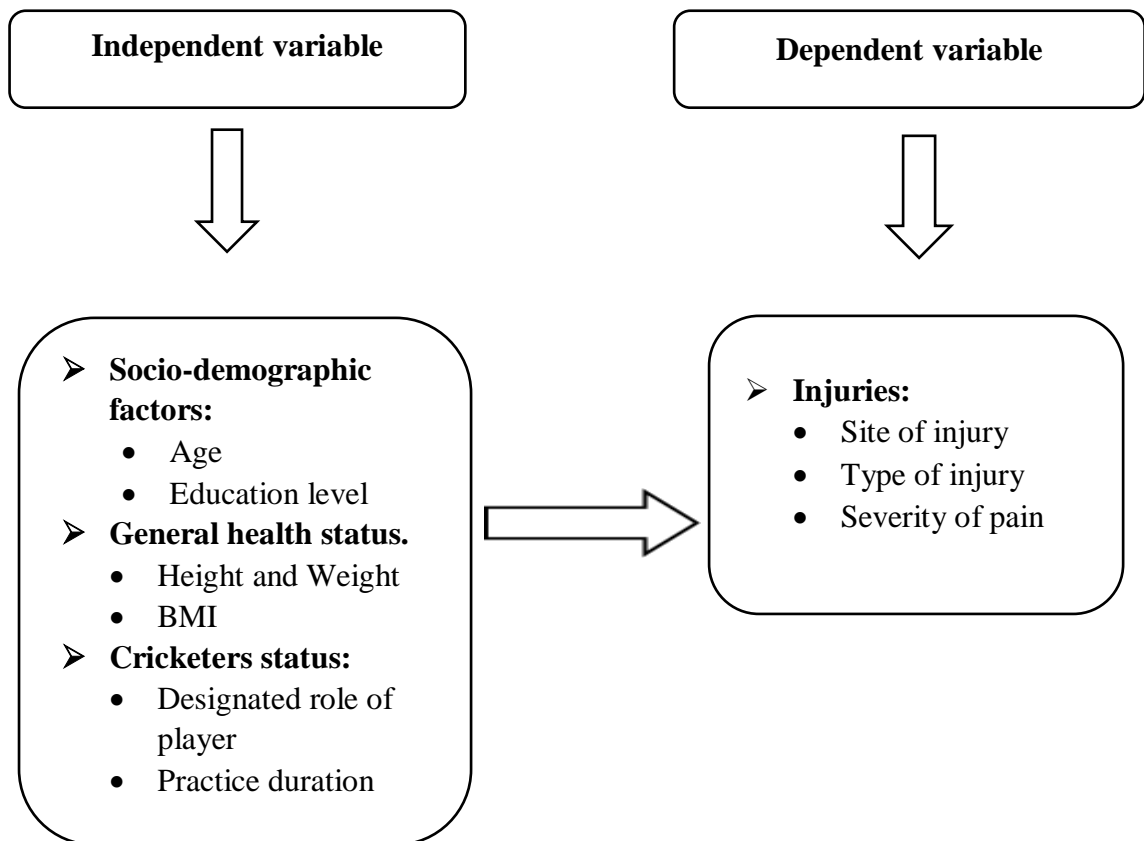 Independent variable
Dependent variable
➢ Socio-demographic
factors:
• Age
• Education level
➢ General health status.
• Height and Weight
• BMI
➢ Cricketers status:
• Designated role of
player
• Practice duration
➢ Injuries:
• Site of injury
• Type of injury
• Severity of pain